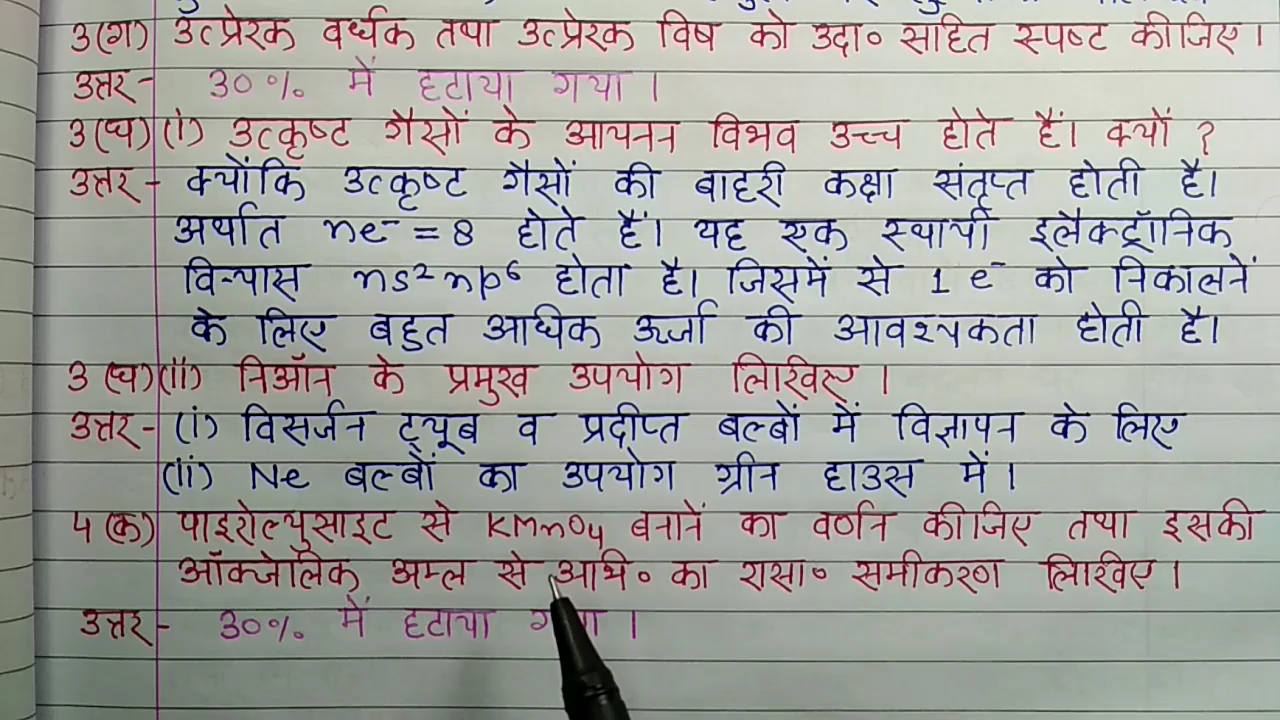 3(ग) उत्प्रेरक वर्धक तथा उत्प्रेरक विष को उदा० सहित स्पष्ट कीजिए।
उत्तर- 30% में हटाया गया।
3(घ)(i) उत्कृष्ट गैसों के आयनन विभव उच्च होते हैं। क्यों ?
उत्तर- क्योंकि उत्कृष्ट गैसों की बाहरी कक्षा संतृप्त होती है।
अर्थात ne⁻ = 8 होते हैं। यह एक स्थायी इलैक्ट्रॉनिक
विन्यास ns²np⁶ होता है। जिसमें से 1 e⁻ को निकालनें
के लिए बहुत अधिक ऊर्जा की आवश्यकता होती है।
3(घ)(ii) निऑन के प्रमुख उपयोग लिखिए।
उत्तर- (i) विसर्जन ट्यूब व प्रदीप्त बल्बों में विज्ञापन के लिए
(ii) Ne बल्बों का उपयोग ग्रीन हाउस में।
4(क) पाइरोल्युसाइट से KMnO₄ बनानें का वर्णन कीजिए तथा इसकी
ऑक्जेलिक अम्ल से अभि० का रासा० समीकरण लिखिए।
उत्तर- 30% में हटाया गया।